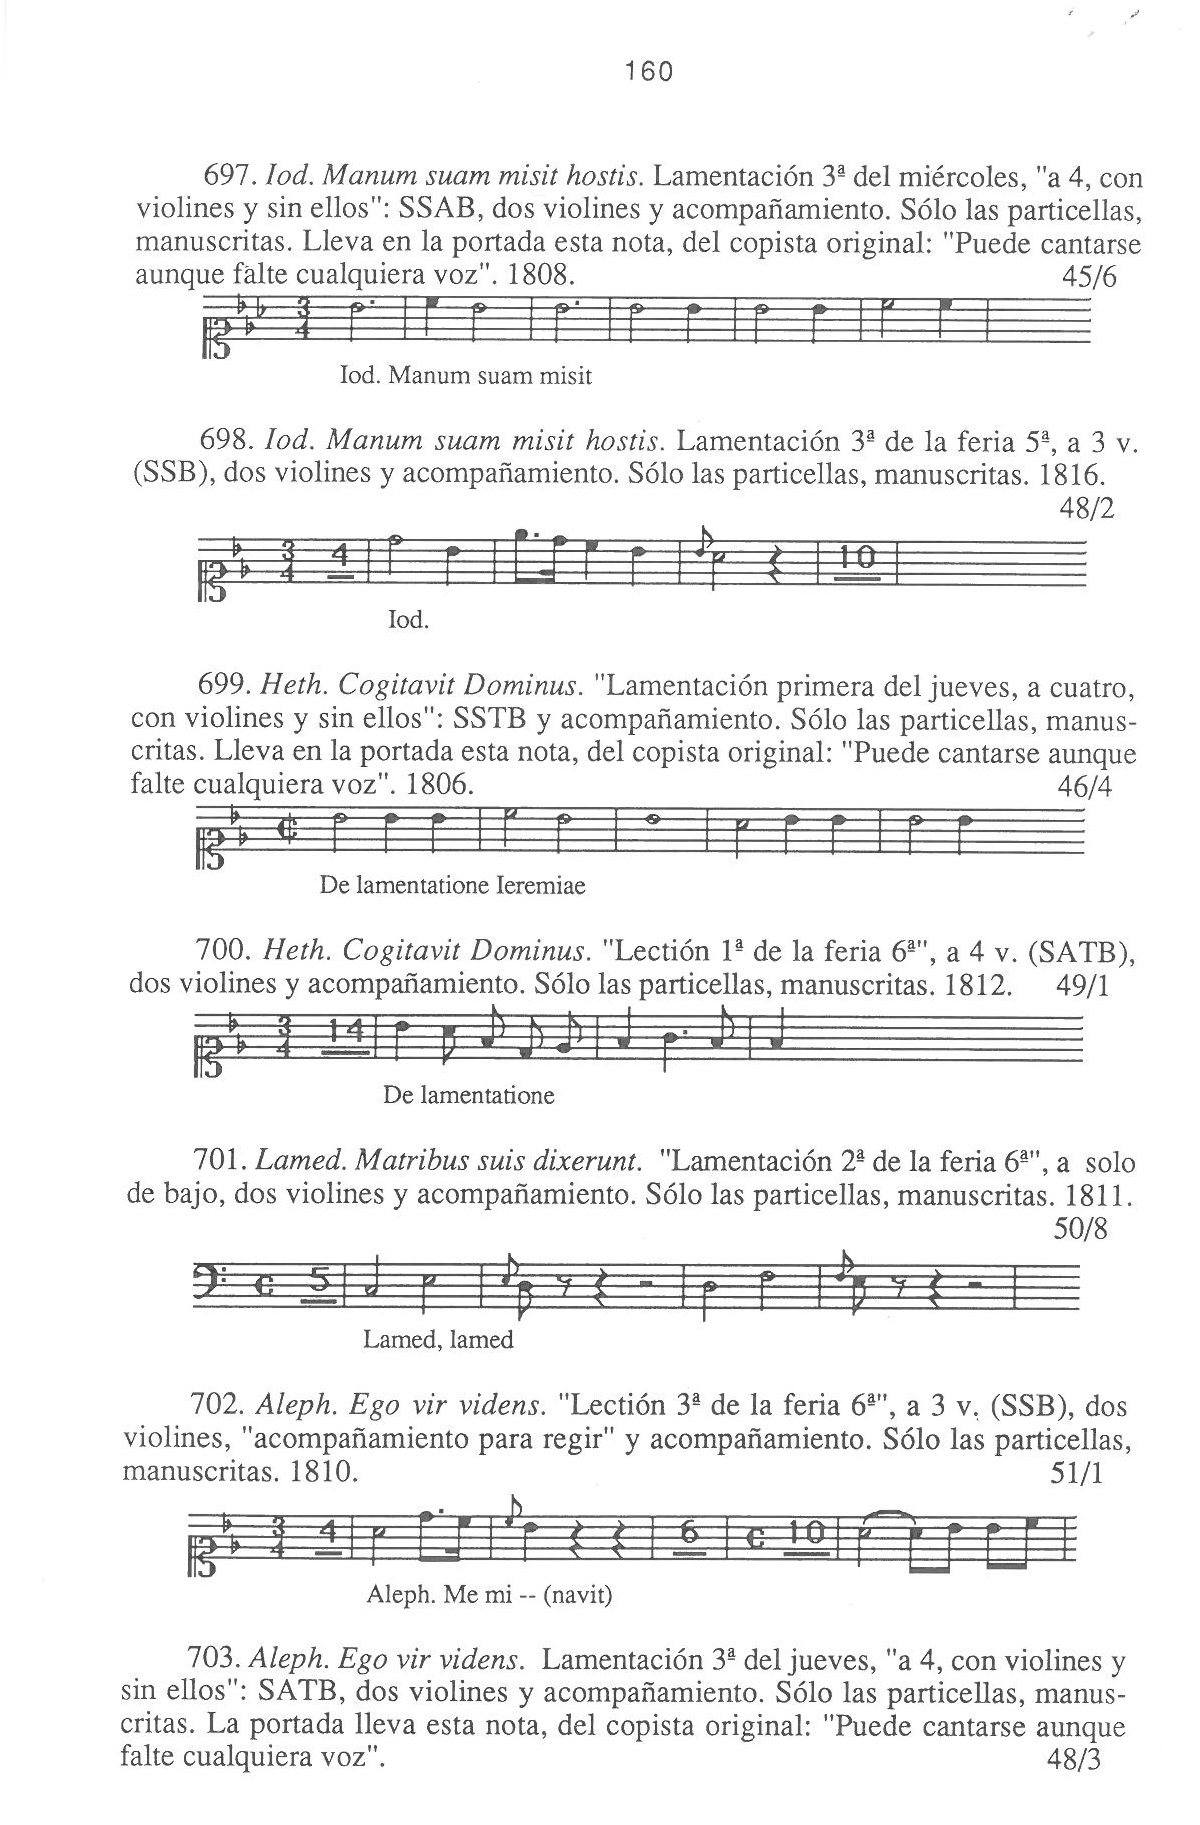 160
697. Iod. Manum suam misit hostis. Lamentación 3ª del miércoles, "a 4, con
violines y sin ellos": SSAB, dos violines y acompañamiento. Sólo las particellas,
manuscritas. Lleva en la portada esta nota, del copista original: "Puede cantarse
aunque falte cualquiera voz". 1808. 45/6
3
4
Iod. Manum suam misit
698. Iod. Manum suam misit hostis. Lamentación 3ª de la feria 5ª, a 3 v.
(SSB), dos violines y acompañamiento. Sólo las particellas, manuscritas. 1816.
48/2
3 4 10
4
Iod.
699. Heth. Cogitavit Dominus. "Lamentación primera del jueves, a cuatro,
con violines y sin ellos": SSTB y acompañamiento. Sólo las particellas, manus-
critas. Lleva en la portada esta nota, del copista original: "Puede cantarse aunque
falte cualquiera voz". 1806. 46/4
De lamentatione Ieremiae
700. Heth. Cogitavit Dominus. "Lectión 1ª de la feria 6ª", a 4 v. (SATB),
dos violines y acompañamiento. Sólo las particellas, manuscritas. 1812. 49/1
3 14
4
De lamentatione
701. Lamed. Matribus suis dixerunt. "Lamentación 2ª de la feria 6ª", a solo
de bajo, dos violines y acompañamiento. Sólo las particellas, manuscritas. 1811.
50/8
5
Lamed, lamed
702. Aleph. Ego vir videns. "Lectión 3ª de la feria 6ª", a 3 v. (SSB), dos
violines, "acompañamiento para regir" y acompañamiento. Sólo las particellas,
manuscritas. 1810. 51/1
3 4 6 10
4
Aleph. Me mi -- (navit)
703. Aleph. Ego vir videns. Lamentación 3ª del jueves, "a 4, con violines y
sin ellos": SATB, dos violines y acompañamiento. Sólo las particellas, manus-
critas. La portada lleva esta nota, del copista original: "Puede cantarse aunque
falte cualquiera voz". 48/3